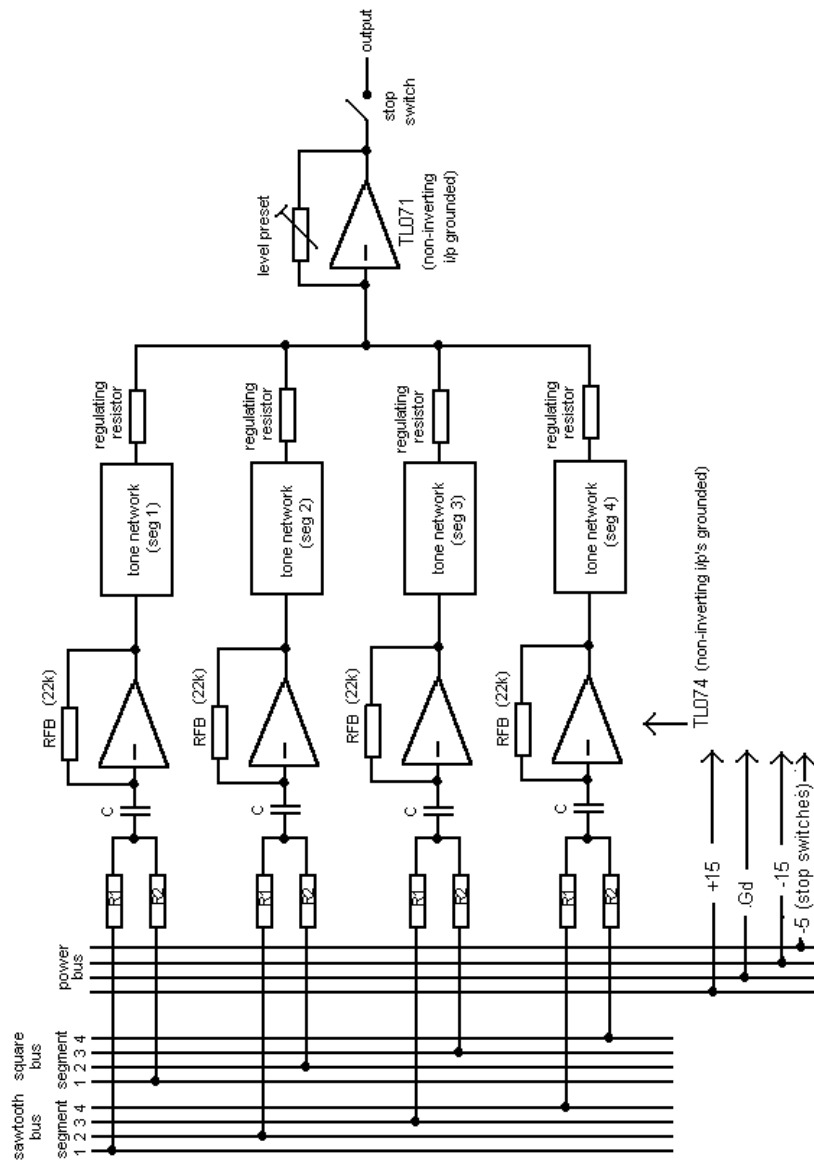 sawtooth
bus
segment
1 2 3 4
square
bus
segment
1 2 3 4
power
bus
R1
R2
C
RFB (22k)
tone network
(seg 1)
regulating
resistor
R1
R2
C
RFB (22k)
tone network
(seg 2)
regulating
resistor
R1
R2
C
RFB (22k)
tone network
(seg 3)
regulating
resistor
R1
R2
C
RFB (22k)
tone network
(seg 4)
regulating
resistor
level preset
TL071
(non-inverting
i/p grounded)
stop
switch
output
TL074 (non-inverting i/p's grounded)
+15
.Gd
-15
-5 (stop switches)